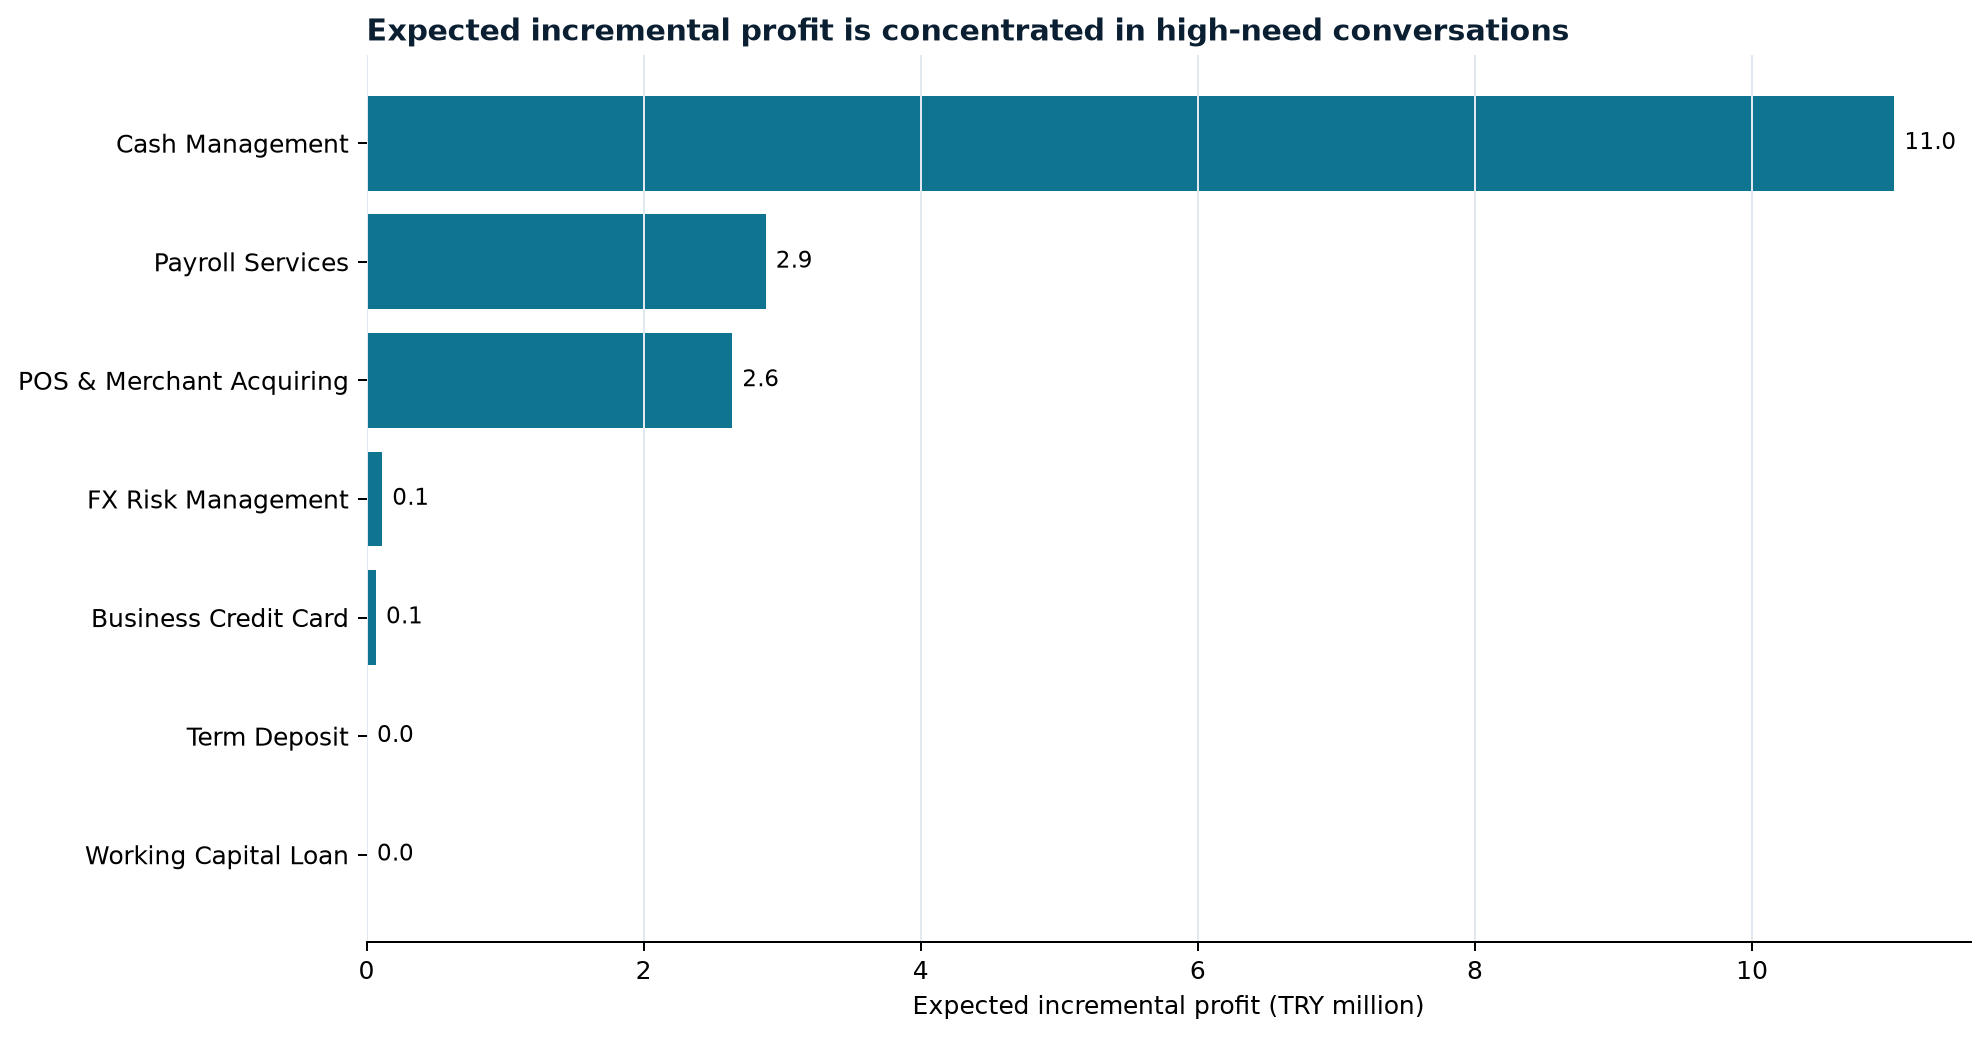 Expected incremental profit is concentrated in high-need conversations
Cash Management
11.0
Payroll Services
2.9
POS & Merchant Acquiring
2.6
FX Risk Management
0.1
Business Credit Card
0.1
Term Deposit
0.0
Working Capital Loan
0.0
0 2 4 6 8 10
Expected incremental profit (TRY million)